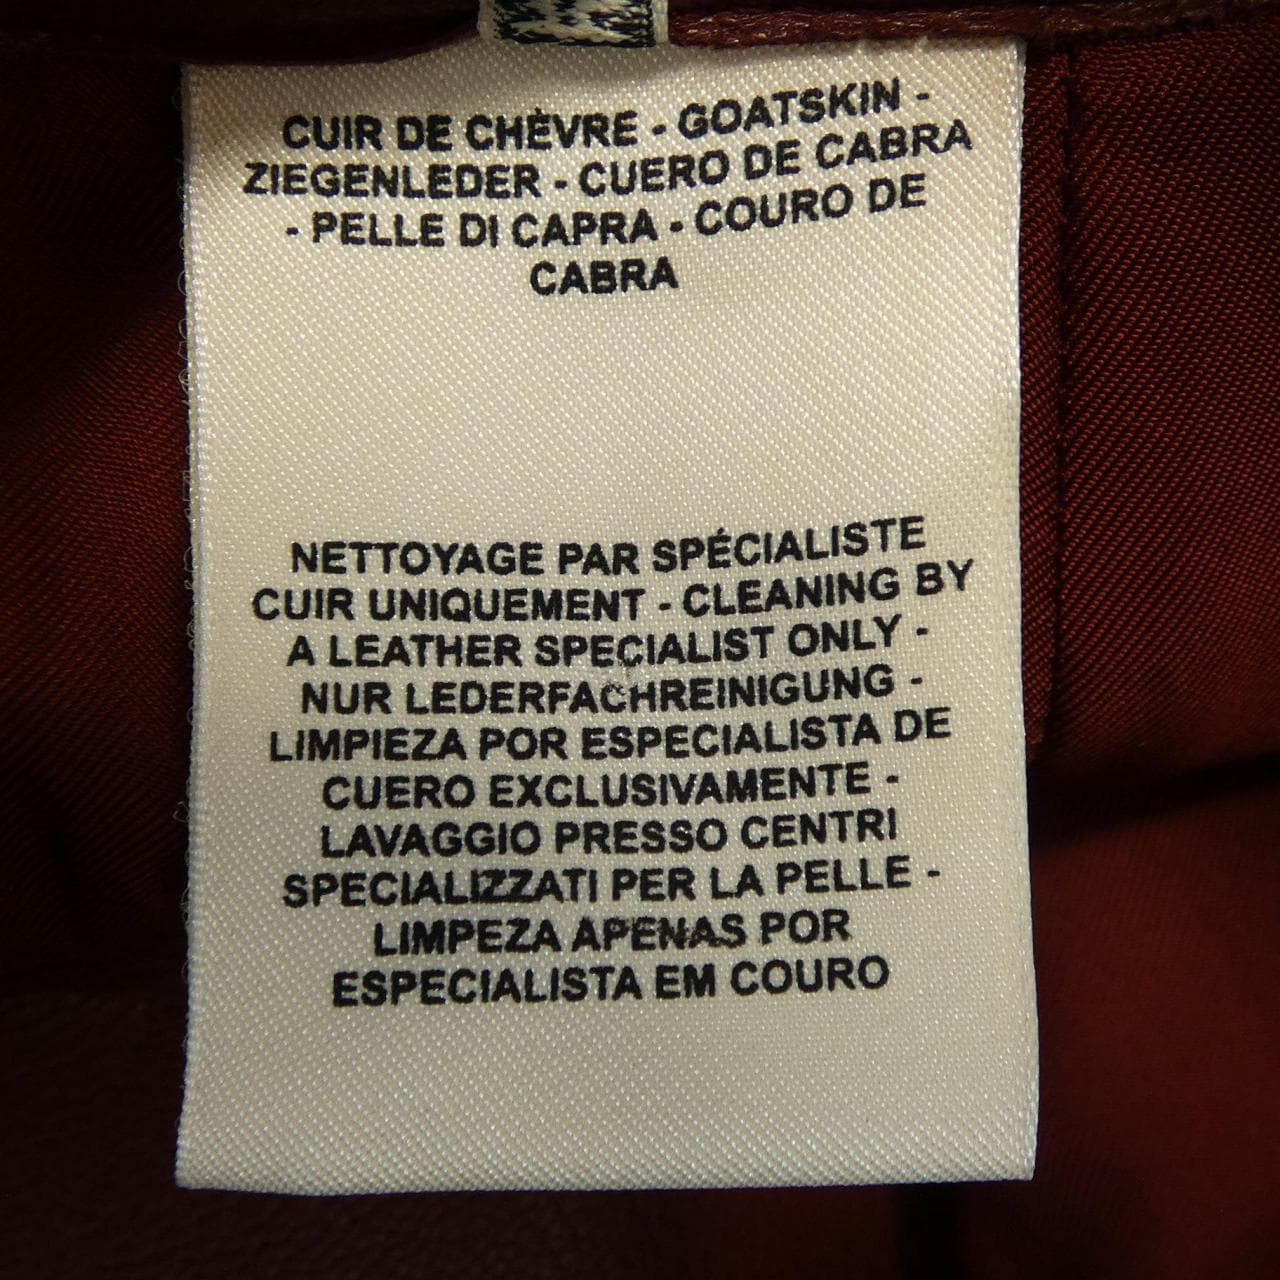 CUIR DE CHÈVRE - GOATSKIN -
ZIEGENLEDER - CUERO DE CABRA
- PELLE DI CAPRA - COURO DE
CABRA
NETTOYAGE PAR SPÉCIALISTE
CUIR UNIQUEMENT - CLEANING BY
A LEATHER SPECIALIST ONLY -
NUR LEDERFACHREINIGUNG -
LIMPIEZA POR ESPECIALISTA DE
CUERO EXCLUSIVAMENTE -
LAVAGGIO PRESSO CENTRI
SPECIALIZZATI PER LA PELLE -
LIMPEZA APENAS POR
ESPECIALISTA EM COURO